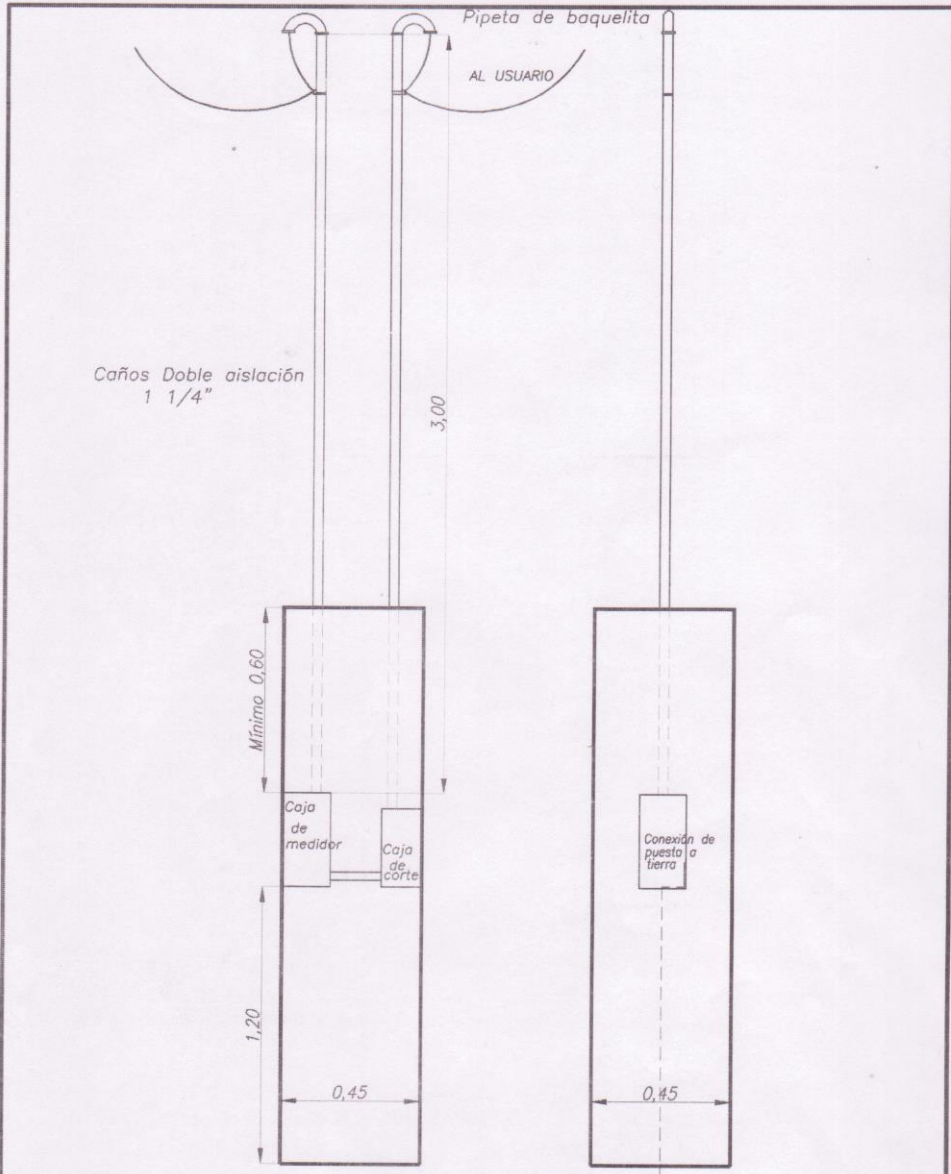 Pipeta de baquelita
AL USUARIO
Caños Doble aislación
1 1/4"
3,00
Mínimo 0,60
Caja
de
medidor
Caja
de
corte
Conexión de
puesta a
tierra
1,20
0,45
0,45